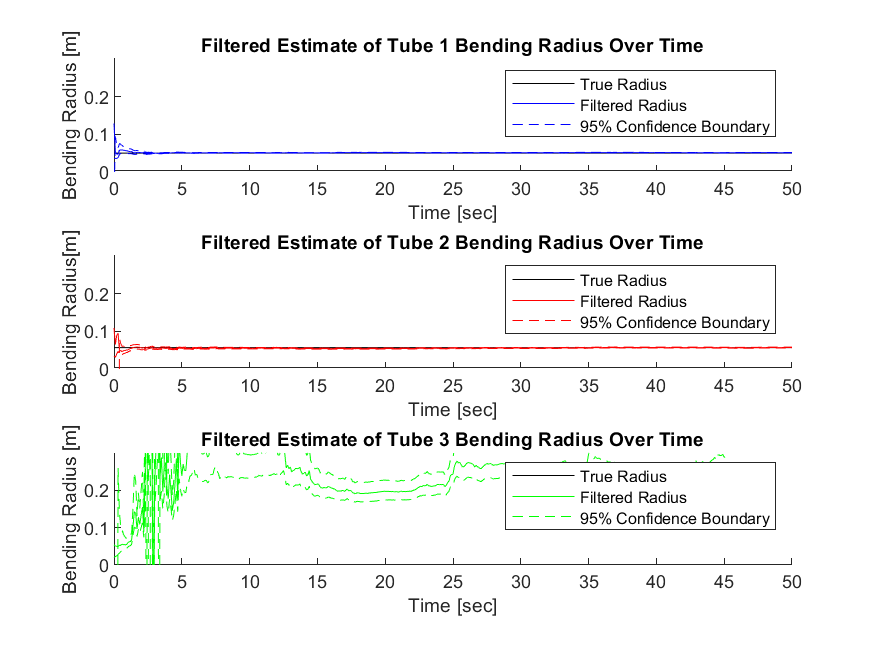 Filtered Estimate of Tube 1 Bending Radius Over Time
Bending Radius [m]
0.2
0.1
0
True Radius
Filtered Radius
95% Confidence Boundary
0 5 10 15 20 25 30 35 40 45 50
Time [sec]
Filtered Estimate of Tube 2 Bending Radius Over Time
Bending Radius[m]
0.2
0.1
0
True Radius
Filtered Radius
95% Confidence Boundary
0 5 10 15 20 25 30 35 40 45 50
Time [sec]
Filtered Estimate of Tube 3 Bending Radius Over Time
Bending Radius [m]
0.2
0.1
0
True Radius
Filtered Radius
95% Confidence Boundary
0 5 10 15 20 25 30 35 40 45 50
Time [sec]